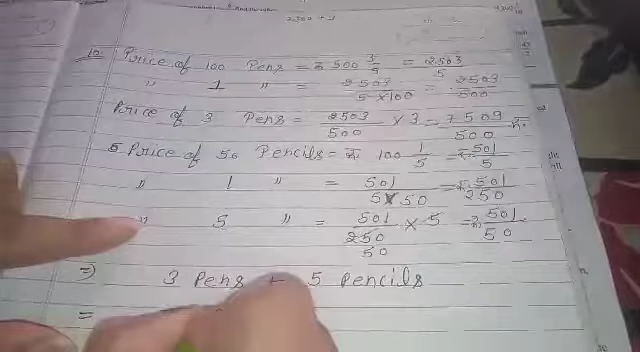 10. Price of 100 Pens = ₹ 500 3/5 = 2503/5
" 1 " = 2503/5×100 = 2503/500
Price of 3 Pens = 2503/500 × 3 = 7509/500
Price of 50 Pencils = ₹ 100 1/5 = ₹ 501/5
" 1 " = 501/5×50 = ₹ 501/250
" 5 " = 501/250 × 5 = ₹ 501/50
50
⇒ 3 Pens + 5 Pencils
=